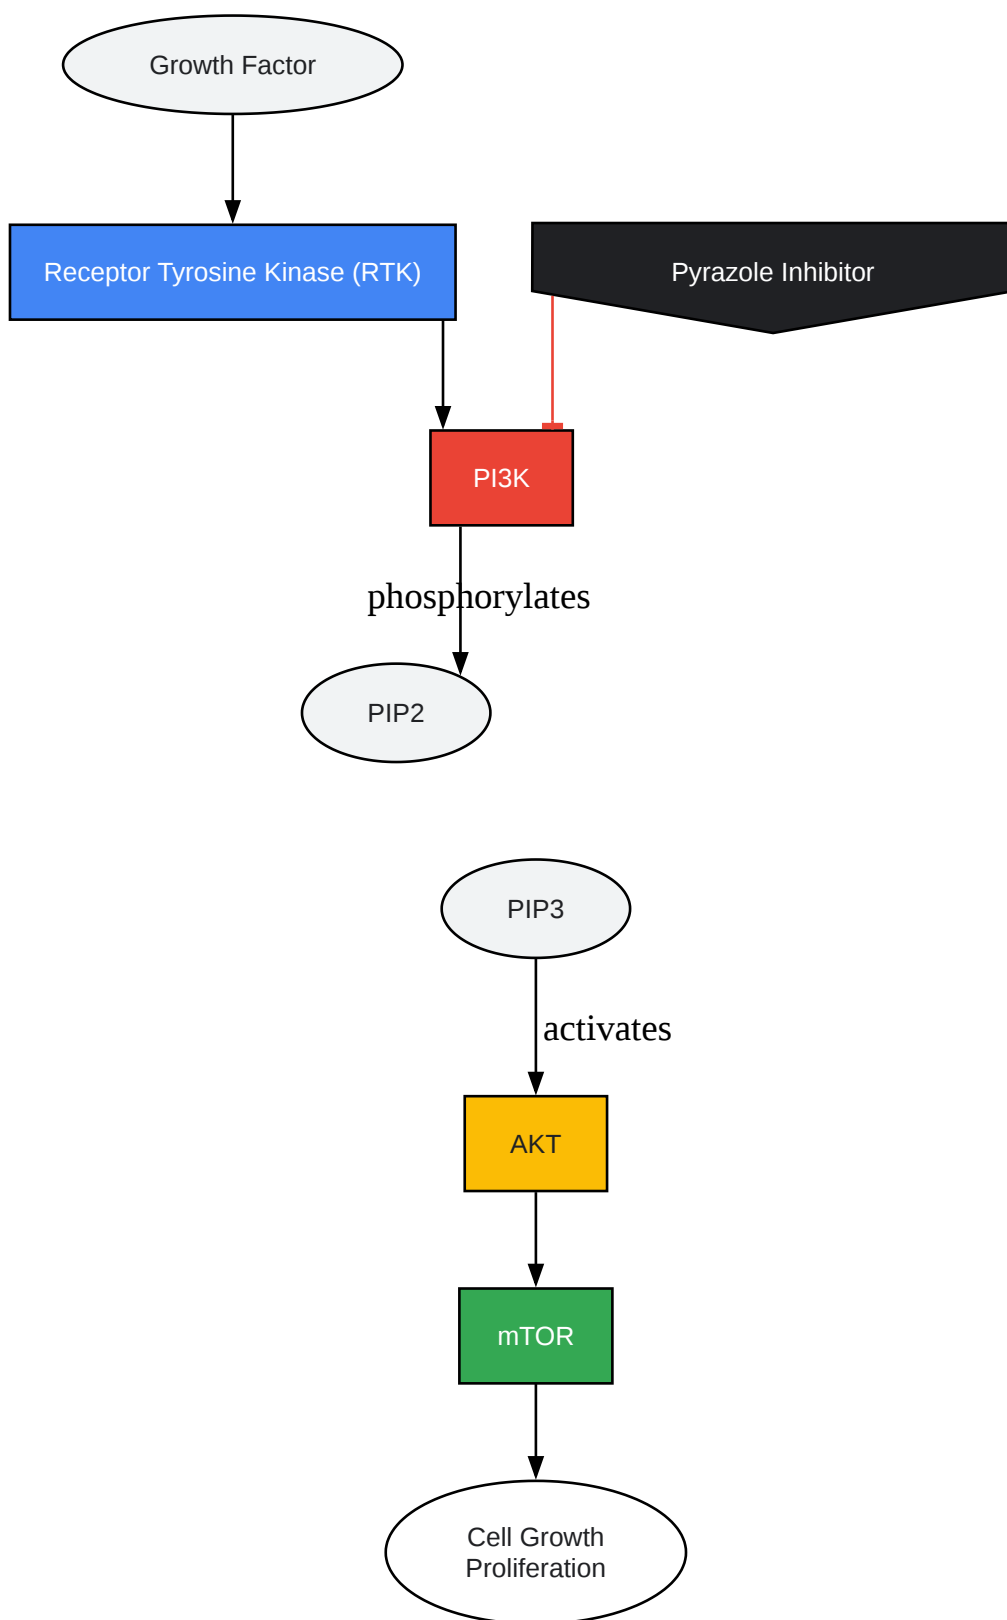 Growth Factor
Receptor Tyrosine Kinase (RTK)
Pyrazole Inhibitor
PI3K
phosphorylates
PIP2
PIP3
activates
AKT
mTOR
Cell Growth
Proliferation